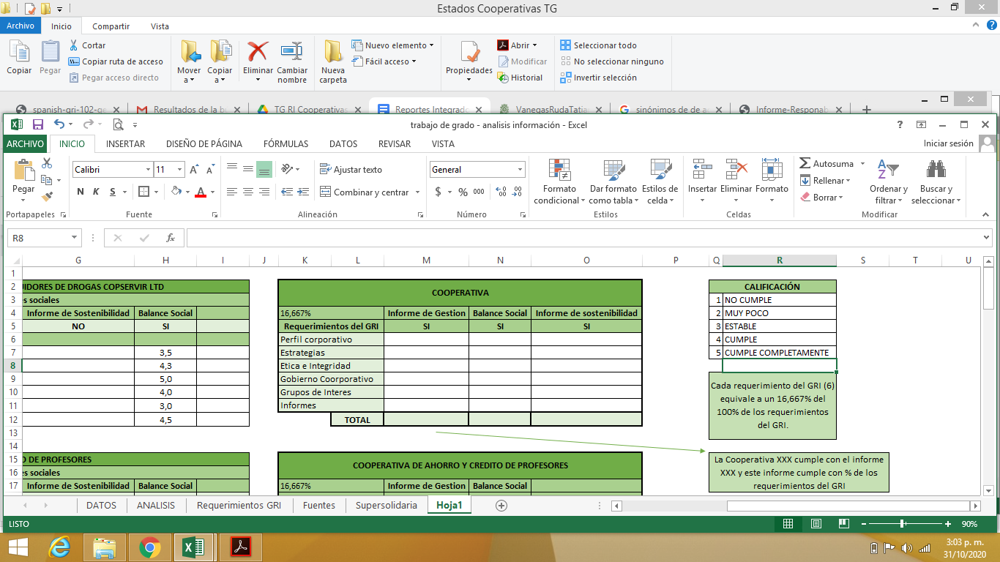 Estados Cooperativas TG
Archivo Inicio Compartir Vista
Copiar
Pegar
Cortar
Copiar ruta de acceso
Pegar acceso directo
Mover a
Copiar a
Eliminar
Cambiar nombre
Nueva carpeta
Nuevo elemento
Fácil acceso
Propiedades
Abrir
Modificar
Historial
Seleccionar todo
No seleccionar ninguno
Invertir selección
spanish-gri-102-ge Resultados de la b TG RI Cooperativas Reportes Integrado VanegasRudaTatia sinónimos de de a Informe-Responab
trabajo de grado - analisis información - Excel
ARCHIVO INICIO INSERTAR DISEÑO DE PÁGINA FÓRMULAS DATOS REVISAR VISTA Iniciar sesión
Pegar
Portapapeles
Calibri 11
N K S
Fuente
Ajustar texto
Combinar y centrar
Alineación
General
$ % 000
Número
Formato condicional
Dar formato como tabla
Estilos de celda
Estilos
Insertar Eliminar Formato
Celdas
Autosuma
Rellenar
Borrar
Ordenar y filtrar
Buscar y seleccionar
Modificar
R8 fx
G H I J K L M N O P Q R S T U
1
2 JIDORES DE DROGAS COPSERVIR LTD COOPERATIVA CALIFICACIÓN
3 s sociales 1 NO CUMPLE
4 Informe de Sostenibilidad Balance Social 16,667% Informe de Gestion Balance Social Informe de sostenibilidad 2 MUY POCO
5 NO SI Requerimientos del GRI SI SI SI 3 ESTABLE
6 Perfil corporativo 4 CUMPLE
7 3,5 Estrategias 5 CUMPLE COMPLETAMENTE
8 4,3 Etica e Integridad
9 5,0 Gobierno Coorporativo
10 4,0 Grupos de Interes
11 3,0 Informes
12 4,5 TOTAL
Cada requerimiento del GRI (6)
equivale a un 16,667% del
100% de los requerimientos
del GRI.
13
14
15 O DE PROFESORES COOPERATIVA DE AHORRO Y CREDITO DE PROFESORES
16 s sociales
17 Informe de Sostenibilidad Balance Social 16,667% Informe de Gestion Balance Social
La Cooperativa XXX cumple con el informe
XXX y este informe cumple con % de los
requerimientos del GRI
DATOS ANALISIS Requerimientos GRI Fuentes Supersolidaria Hoja1
LISTO 90%
3:03 p. m.
31/10/2020